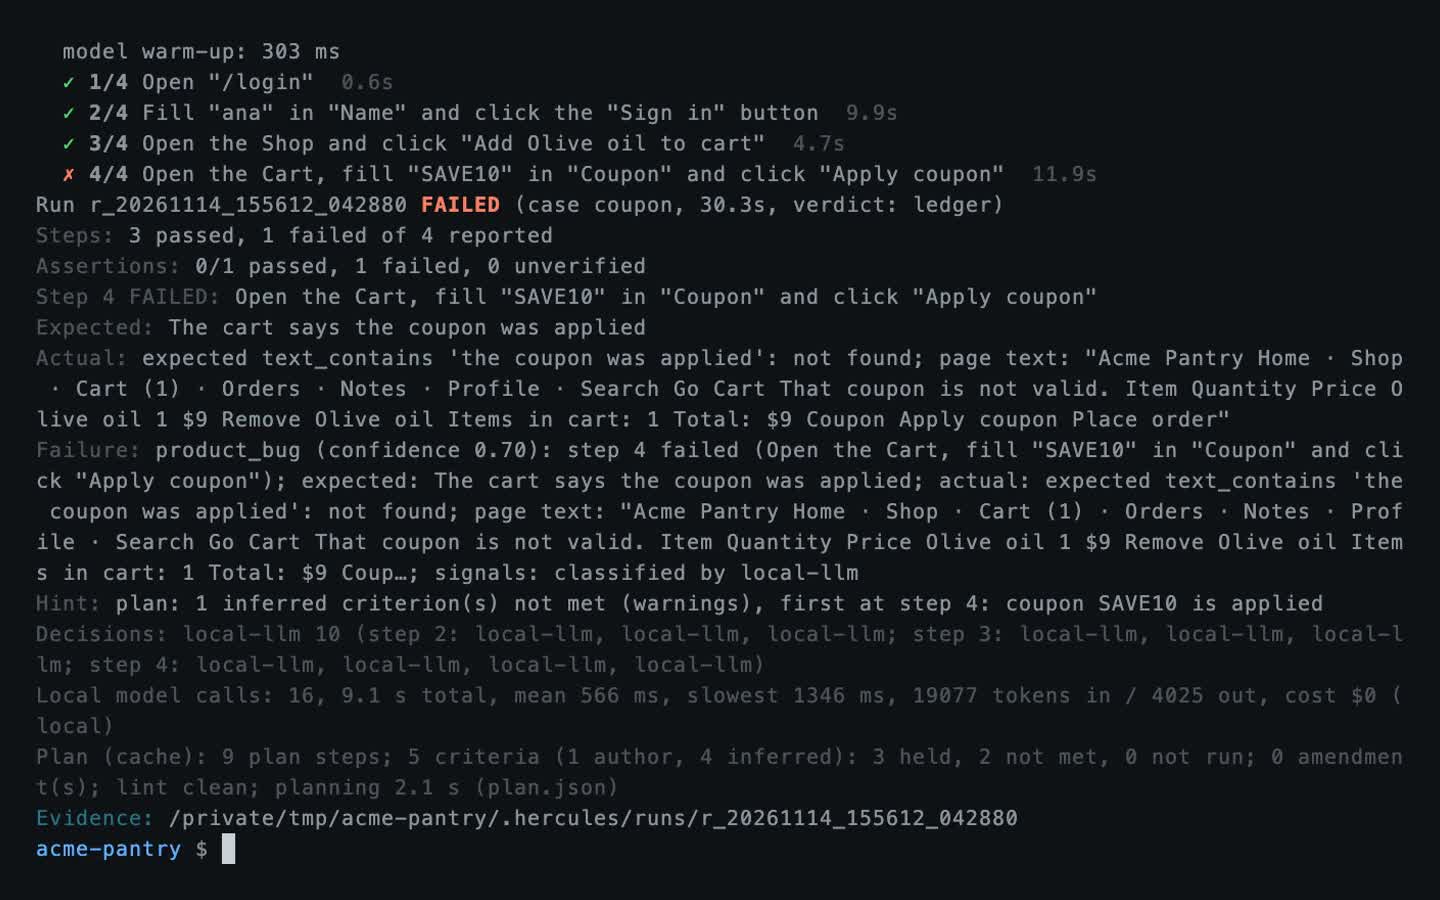 model warm-up: 303 ms
✓ 1/4 Open "/login" 0.6s
✓ 2/4 Fill "ana" in "Name" and click the "Sign in" button 9.9s
✓ 3/4 Open the Shop and click "Add Olive oil to cart" 4.7s
✗ 4/4 Open the Cart, fill "SAVE10" in "Coupon" and click "Apply coupon" 11.9s
Run r_20261114_155612_042880 FAILED (case coupon, 30.3s, verdict: ledger)
Steps: 3 passed, 1 failed of 4 reported
Assertions: 0/1 passed, 1 failed, 0 unverified
Step 4 FAILED: Open the Cart, fill "SAVE10" in "Coupon" and click "Apply coupon"
Expected: The cart says the coupon was applied
Actual: expected text_contains 'the coupon was applied': not found; page text: "Acme Pantry Home · Shop
· Cart (1) · Orders · Notes · Profile · Search Go Cart That coupon is not valid. Item Quantity Price O
live oil 1 $9 Remove Olive oil Items in cart: 1 Total: $9 Coupon Apply coupon Place order"
Failure: product_bug (confidence 0.70): step 4 failed (Open the Cart, fill "SAVE10" in "Coupon" and cli
ck "Apply coupon"); expected: The cart says the coupon was applied; actual: expected text_contains 'the
coupon was applied': not found; page text: "Acme Pantry Home · Shop · Cart (1) · Orders · Notes · Prof
ile · Search Go Cart That coupon is not valid. Item Quantity Price Olive oil 1 $9 Remove Olive oil Item
s in cart: 1 Total: $9 Coup…; signals: classified by local-llm
Hint: plan: 1 inferred criterion(s) not met (warnings), first at step 4: coupon SAVE10 is applied
Decisions: local-llm 10 (step 2: local-llm, local-llm, local-llm; step 3: local-llm, local-llm, local-l
lm; step 4: local-llm, local-llm, local-llm, local-llm)
Local model calls: 16, 9.1 s total, mean 566 ms, slowest 1346 ms, 19077 tokens in / 4025 out, cost $0 (
local)
Plan (cache): 9 plan steps; 5 criteria (1 author, 4 inferred): 3 held, 2 not met, 0 not run; 0 amendmen
t(s); lint clean; planning 2.1 s (plan.json)
Evidence: /private/tmp/acme-pantry/.hercules/runs/r_20261114_155612_042880
acme-pantry $